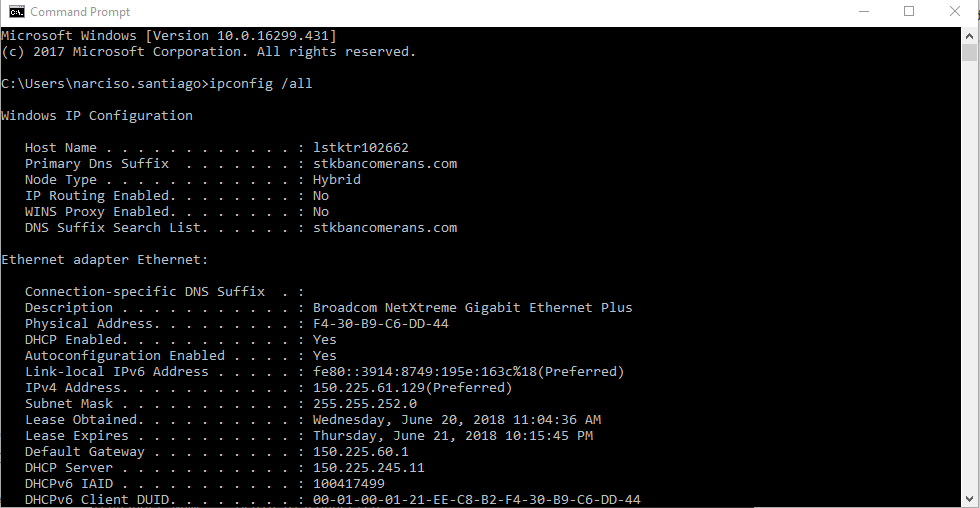 Command Prompt
Microsoft Windows [Version 10.0.16299.431]
(c) 2017 Microsoft Corporation. All rights reserved.
C:\Users\narciso.santiago>ipconfig /all
Windows IP Configuration
Host Name . . . . . . . . . . . . : lstktr102662
Primary Dns Suffix  . . . . . . . : stkbancomerans.com
Node Type . . . . . . . . . . . . : Hybrid
IP Routing Enabled. . . . . . . . : No
WINS Proxy Enabled. . . . . . . . : No
DNS Suffix Search List. . . . . . : stkbancomerans.com
Ethernet adapter Ethernet:
Connection-specific DNS Suffix  . :
Description . . . . . . . . . . . : Broadcom NetXtreme Gigabit Ethernet Plus
Physical Address. . . . . . . . . : F4-30-B9-C6-DD-44
DHCP Enabled. . . . . . . . . . . : Yes
Autoconfiguration Enabled . . . . : Yes
Link-local IPv6 Address . . . . . : fe80::3914:8749:195e:163c%18(Preferred)
IPv4 Address. . . . . . . . . . . : 150.225.61.129(Preferred)
Subnet Mask . . . . . . . . . . . : 255.255.252.0
Lease Obtained. . . . . . . . . . : Wednesday, June 20, 2018 11:04:36 AM
Lease Expires . . . . . . . . . . : Thursday, June 21, 2018 10:15:45 PM
Default Gateway . . . . . . . . . : 150.225.60.1
DHCP Server . . . . . . . . . . . : 150.225.245.11
DHCPv6 IAID . . . . . . . . . . . : 100417499
DHCPv6 Client DUID. . . . . . . . : 00-01-00-01-21-EE-C8-B2-F4-30-B9-C6-DD-44